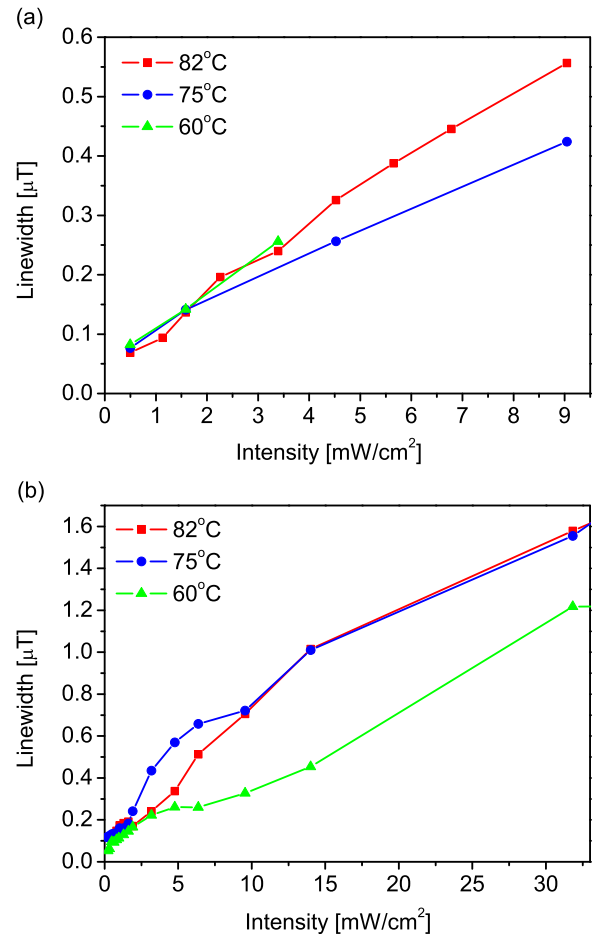 (a)
0.6
0.5
0.4
0.3
0.2
0.1
0.0
Linewidth [μT]
82°C
75°C
60°C
0 1 2 3 4 5 6 7 8 9
Intensity [mW/cm²]
(b)
1.6
1.4
1.2
1.0
0.8
0.6
0.4
0.2
0.0
Linewidth [μT]
82°C
75°C
60°C
0 5 10 15 20 25 30
Intensity [mW/cm²]